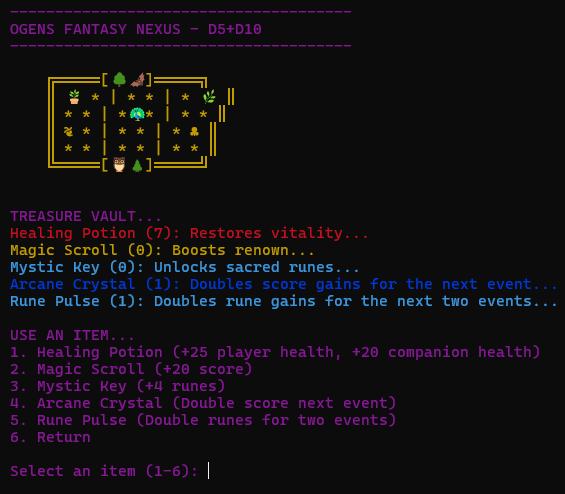 --------------------------------------
OGENS FANTASY NEXUS - D5+D10
--------------------------------------
╔═════[🌳🦇]═════╗
║ 🪴 * | * * | * 🌿 ║
║ * * | *🦚* | * * ║
║ * | * * | * ♣ ║
║ * * | * * | * * ║
╚═════[🦉🌲]═════╝
TREASURE VAULT...
Healing Potion (7): Restores vitality...
Magic Scroll (0): Boosts renown...
Mystic Key (0): Unlocks sacred runes...
Arcane Crystal (1): Doubles score gains for the next event...
Rune Pulse (1): Doubles rune gains for the next two events...
USE AN ITEM...
1. Healing Potion (+25 player health, +20 companion health)
2. Magic Scroll (+20 score)
3. Mystic Key (+4 runes)
4. Arcane Crystal (Double score next event)
5. Rune Pulse (Double runes for two events)
6. Return
Select an item (1-6):